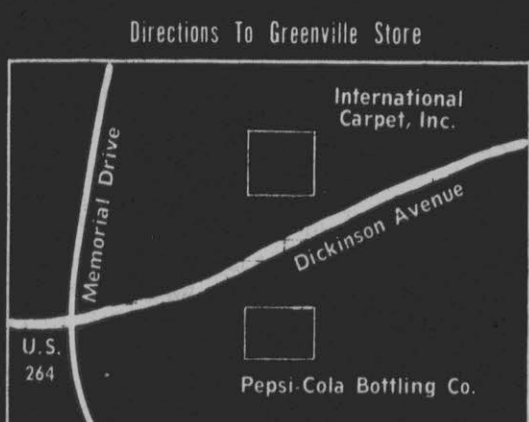 Directions To Greenville Store
International
Carpet, Inc.
Memorial Drive
Dickinson Avenue
U.S.
264
Pepsi-Cola Bottling Co.